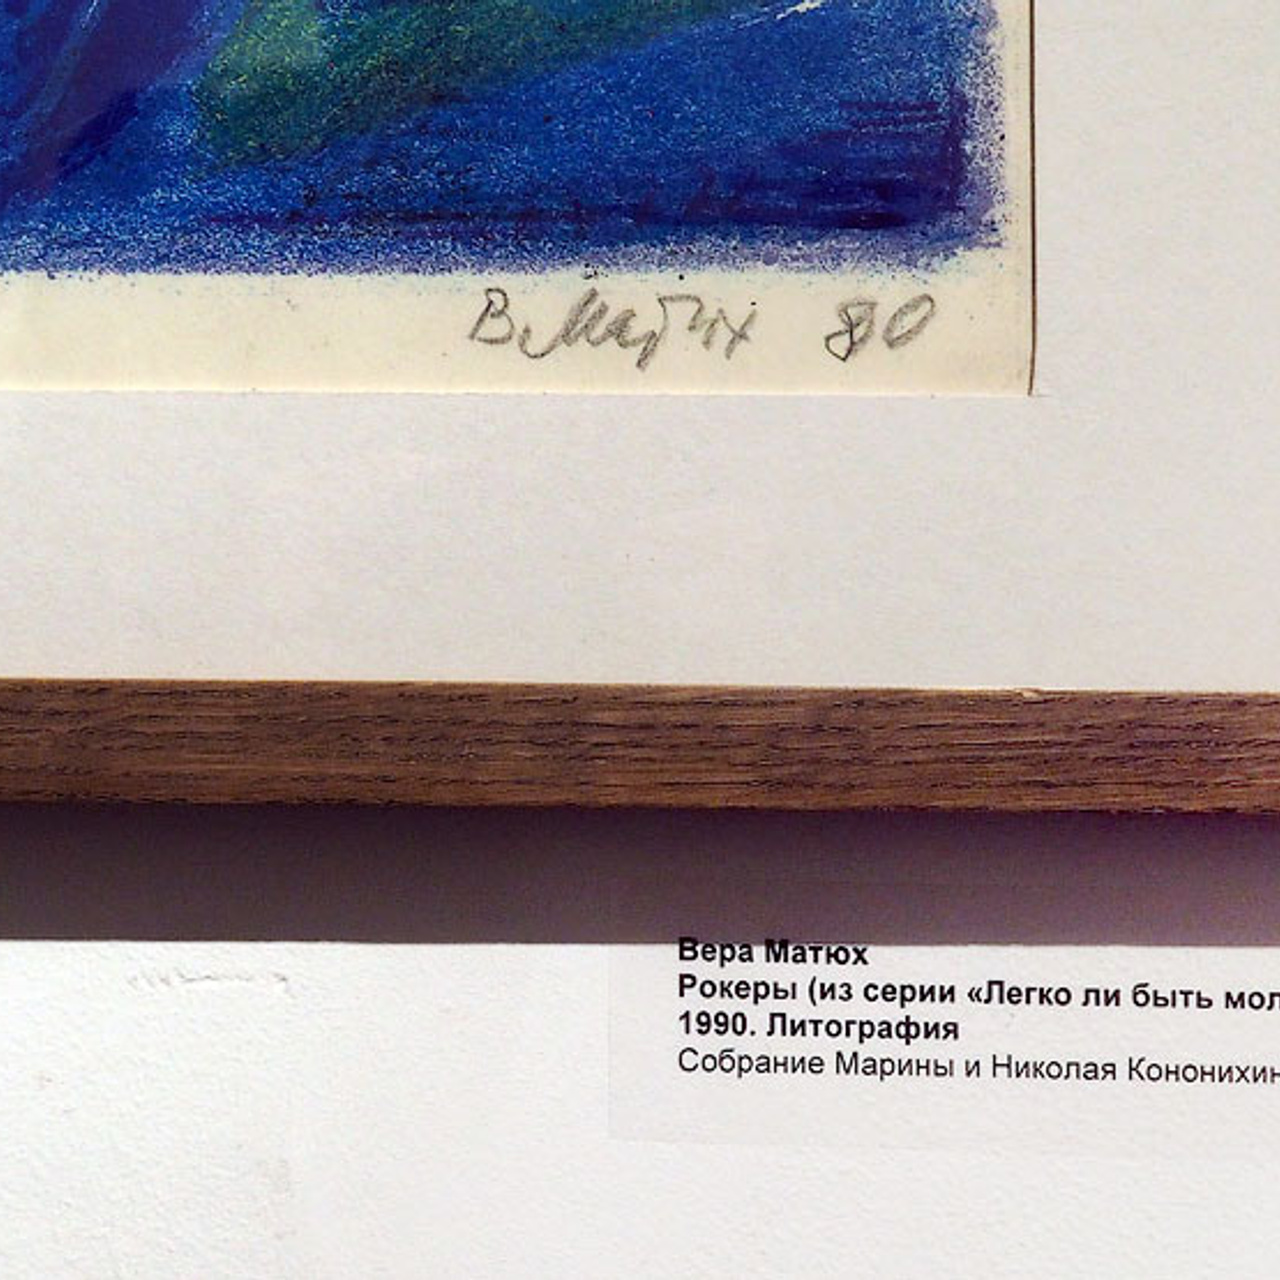 В. Матюх 80
Вера Матюх
Рокеры (из серии «Легко ли быть мол
1990. Литография
Собрание Марины и Николая Кононихин